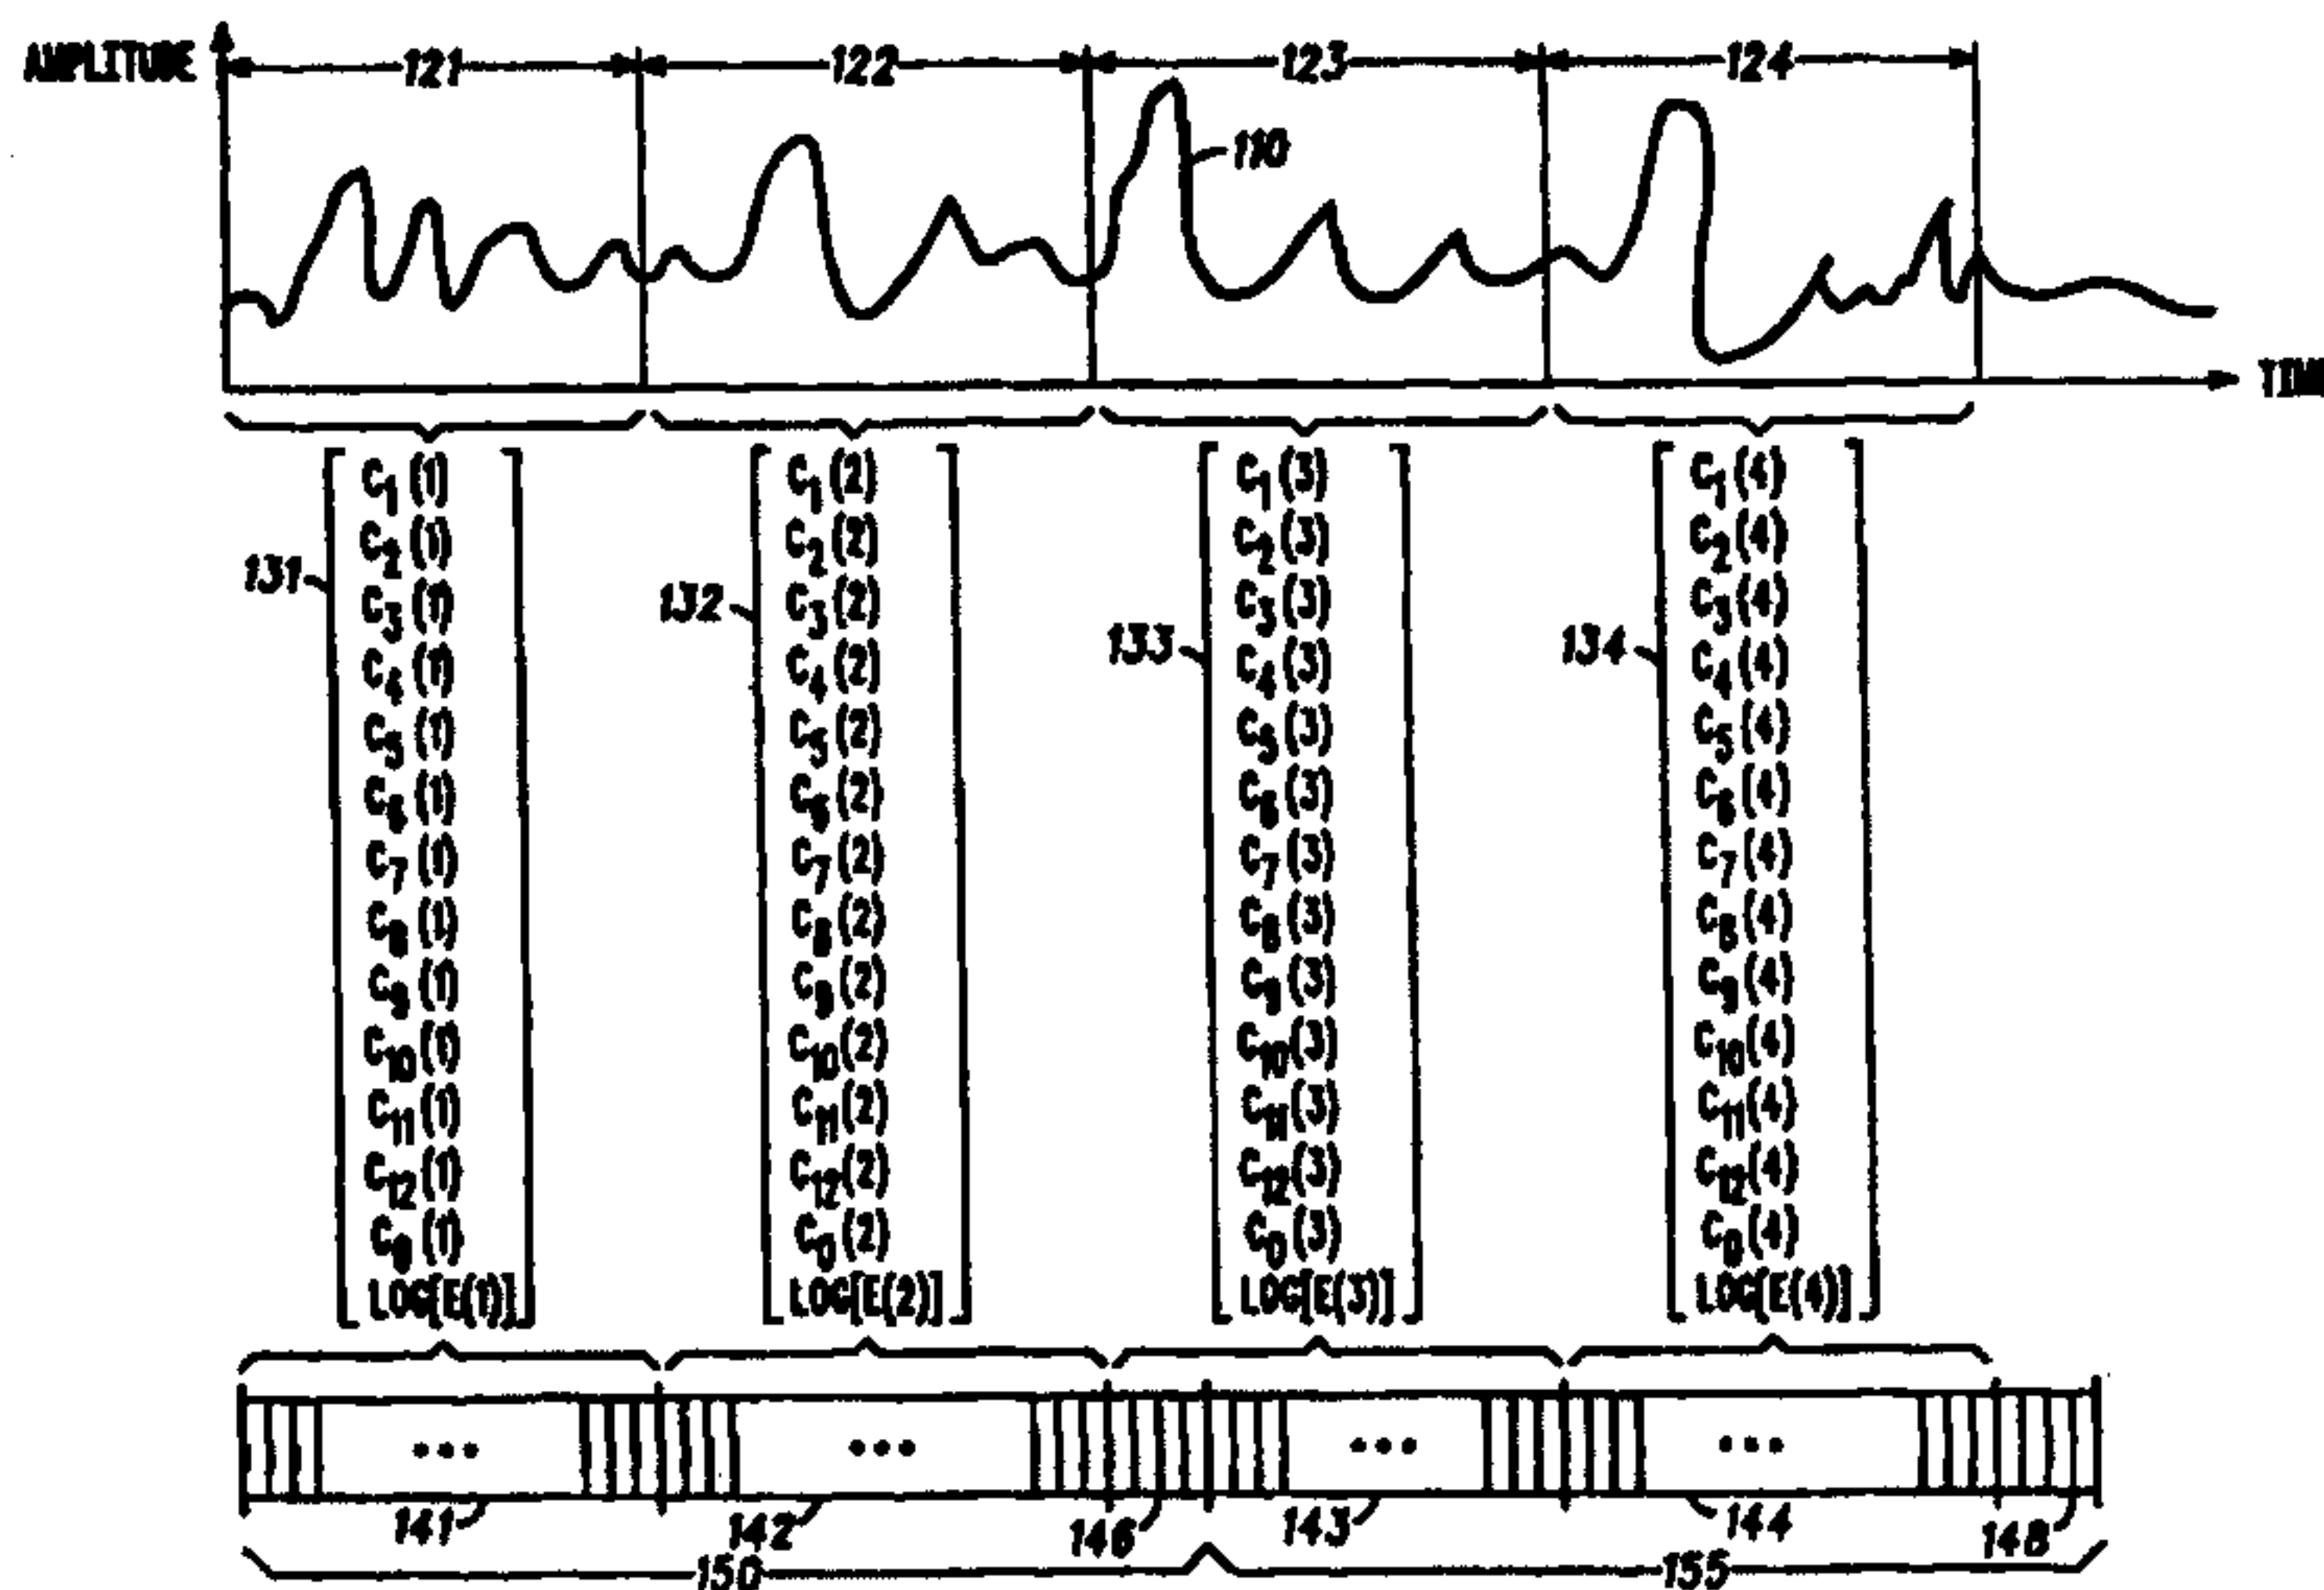 AMPLITUDE 121 122 123 124
110
C1(1) C1(2) C1(3) C1(4)
C2(1) C2(2) C2(3) C2(4)
131 132 133 134
C3(1) C3(2) C3(3) C3(4)
C4(1) C4(2) C4(3) C4(4)
C5(1) C5(2) C5(3) C5(4)
C6(1) C6(2) C6(3) C6(4)
C7(1) C7(2) C7(3) C7(4)
C8(1) C8(2) C8(3) C8(4)
C9(1) C9(2) C9(3) C9(4)
C10(1) C10(2) C10(3) C10(4)
C11(1) C11(2) C11(3) C11(4)
C12(1) C12(2) C12(3) C12(4)
C0(1) C0(2) C0(3) C0(4)
LOG[E(1)] LOG[E(2)] LOG[E(3)] LOG[E(4)]
••• ••• ••• •••
141 142 146 143 144 148
150 155